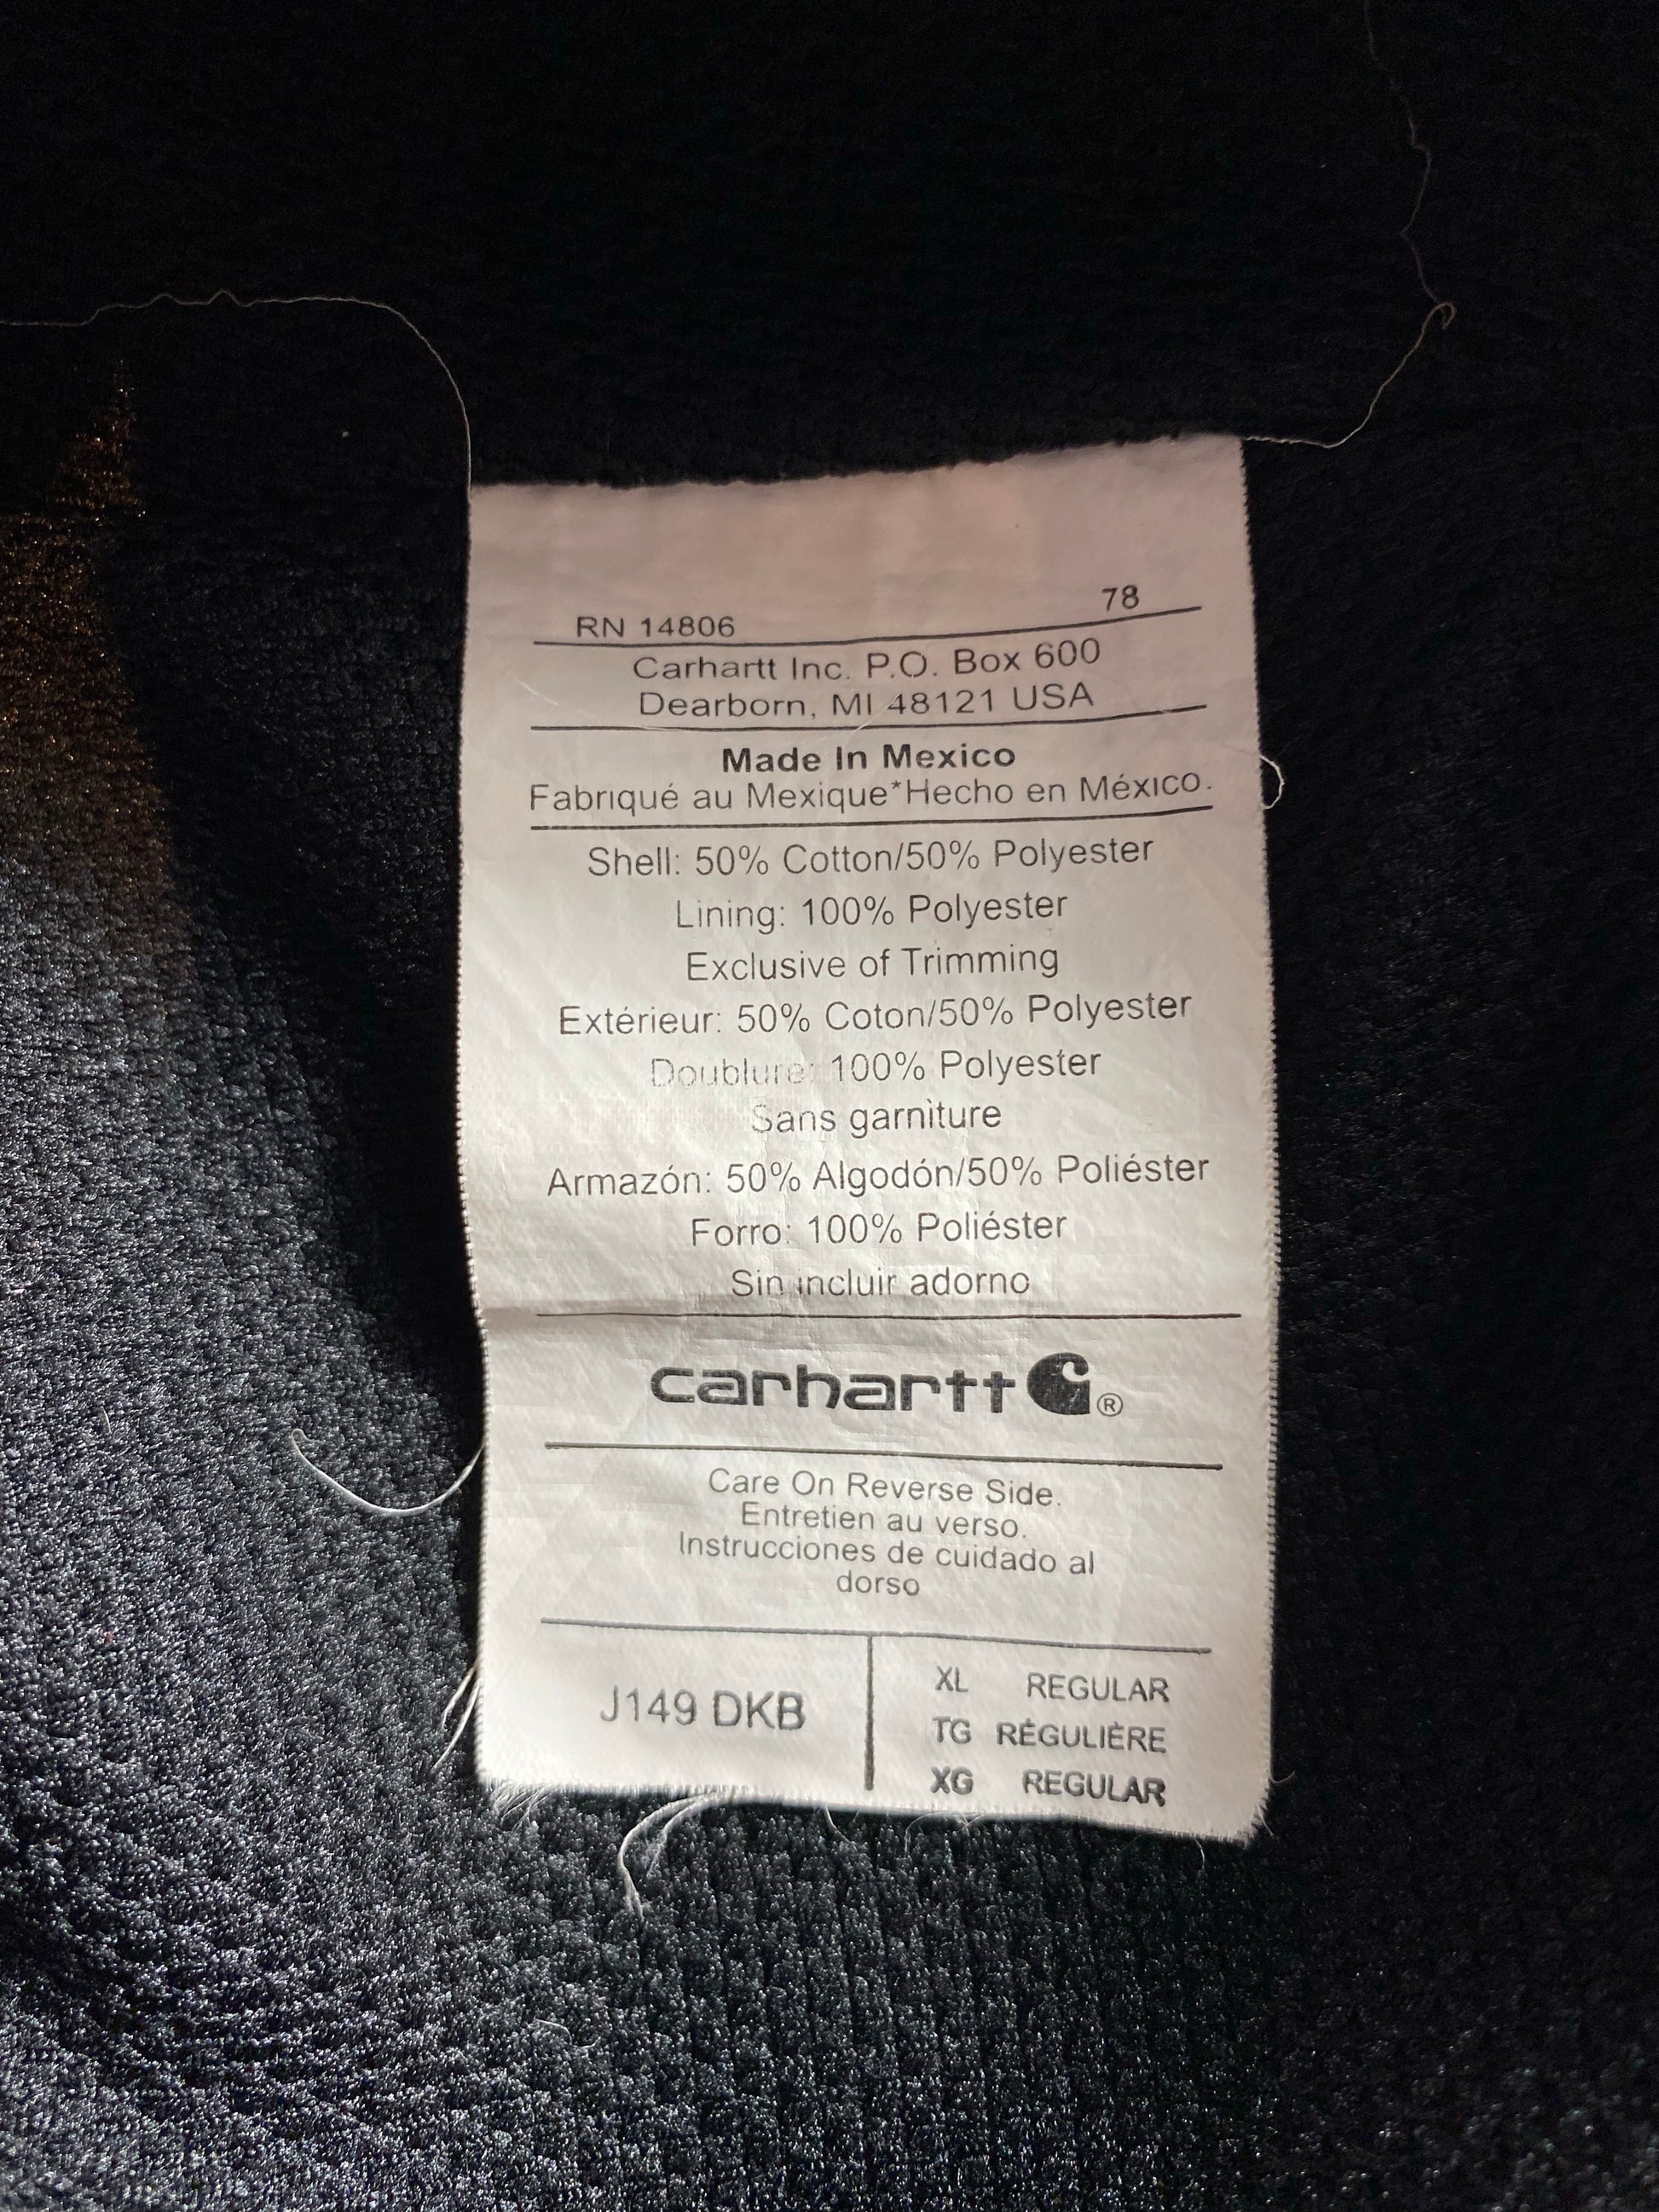 RN 14806 78
Carhartt Inc. P.O. Box 600
Dearborn, MI 48121 USA
Made In Mexico
Fabriqué au Mexique*Hecho en México.
Shell: 50% Cotton/50% Polyester
Lining: 100% Polyester
Exclusive of Trimming
Extérieur: 50% Coton/50% Polyester
Doublure: 100% Polyester
Sans garniture
Armazón: 50% Algodón/50% Poliéster
Forro: 100% Poliéster
Sin incluir adorno
carhartt ®
Care On Reverse Side.
Entretien au verso.
Instrucciones de cuidado al
dorso
J149 DKB
XL REGULAR
TG RÉGULIÈRE
XG REGULAR